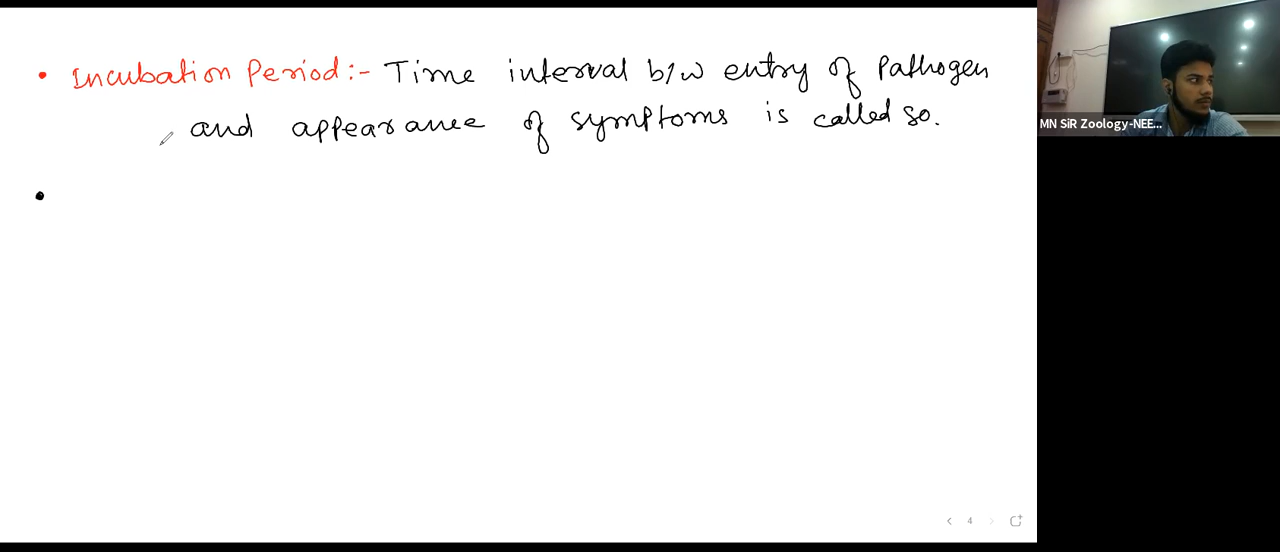 • Incubation Period:- Time interval b/w entry of Pathogen
and appearance of symptoms is called so.
•
MN SiR Zoology-NEE...
4